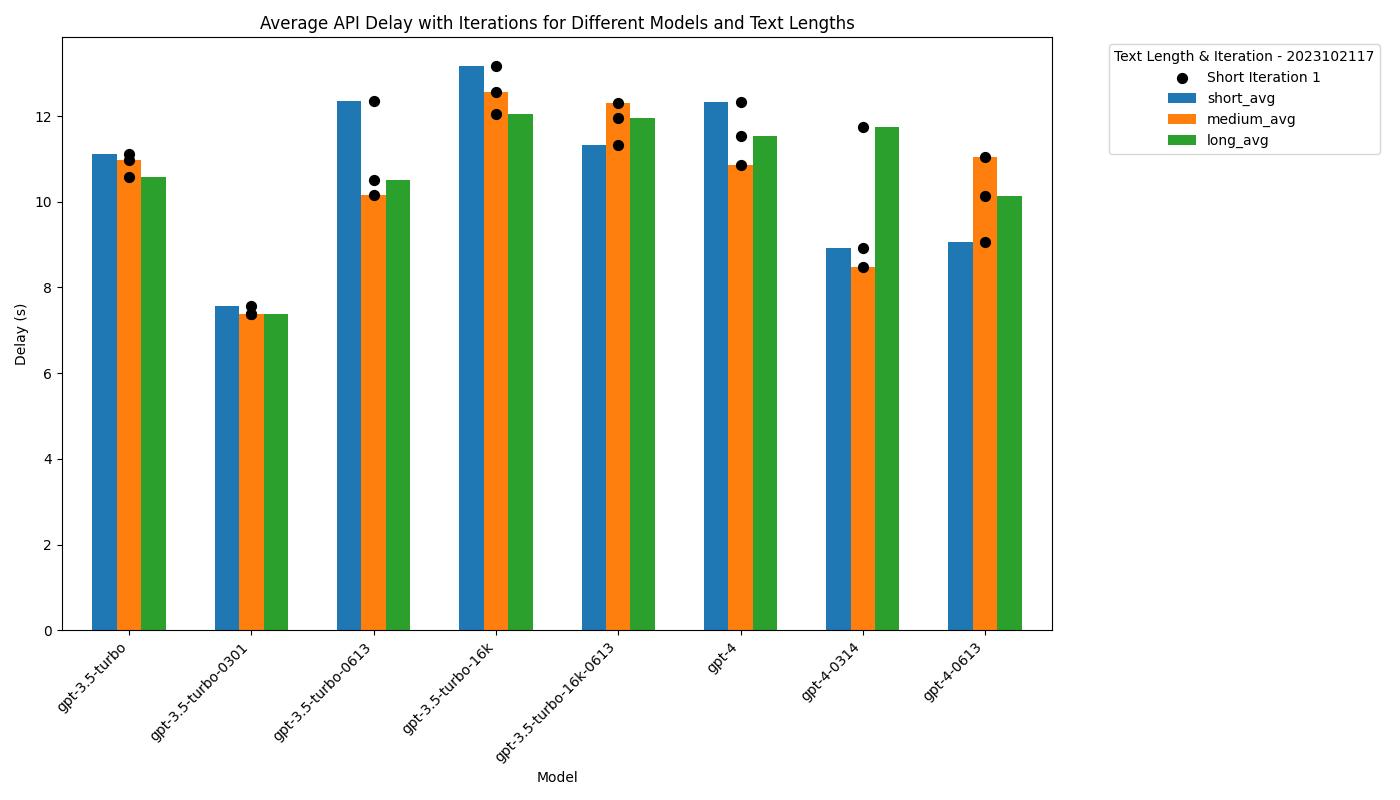 Average API Delay with Iterations for Different Models and Text Lengths
Text Length & Iteration - 2023102117
Short Iteration 1
short_avg
medium_avg
long_avg
Delay (s)
12
10
8
6
4
2
0
gpt-3.5-turbo
gpt-3.5-turbo-0301
gpt-3.5-turbo-0613
gpt-3.5-turbo-16k
gpt-3.5-turbo-16k-0613
gpt-4
gpt-4-0314
gpt-4-0613
Model